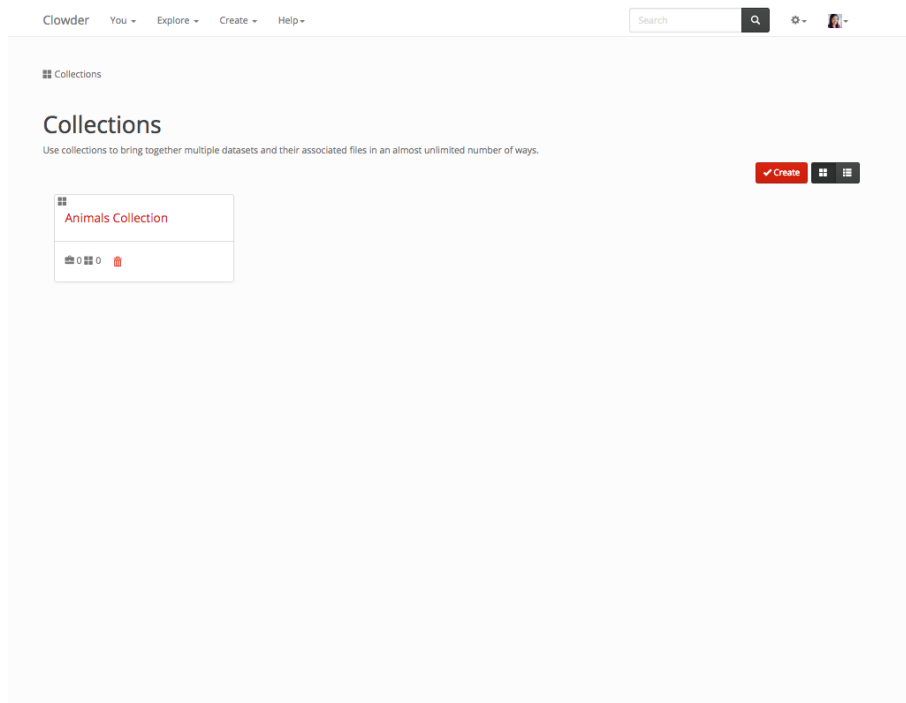 Clowder You Explore Create Help Search
Collections
Collections
Use collections to bring together multiple datasets and their associated files in an almost unlimited number of ways.
Create
Animals Collection
0 0